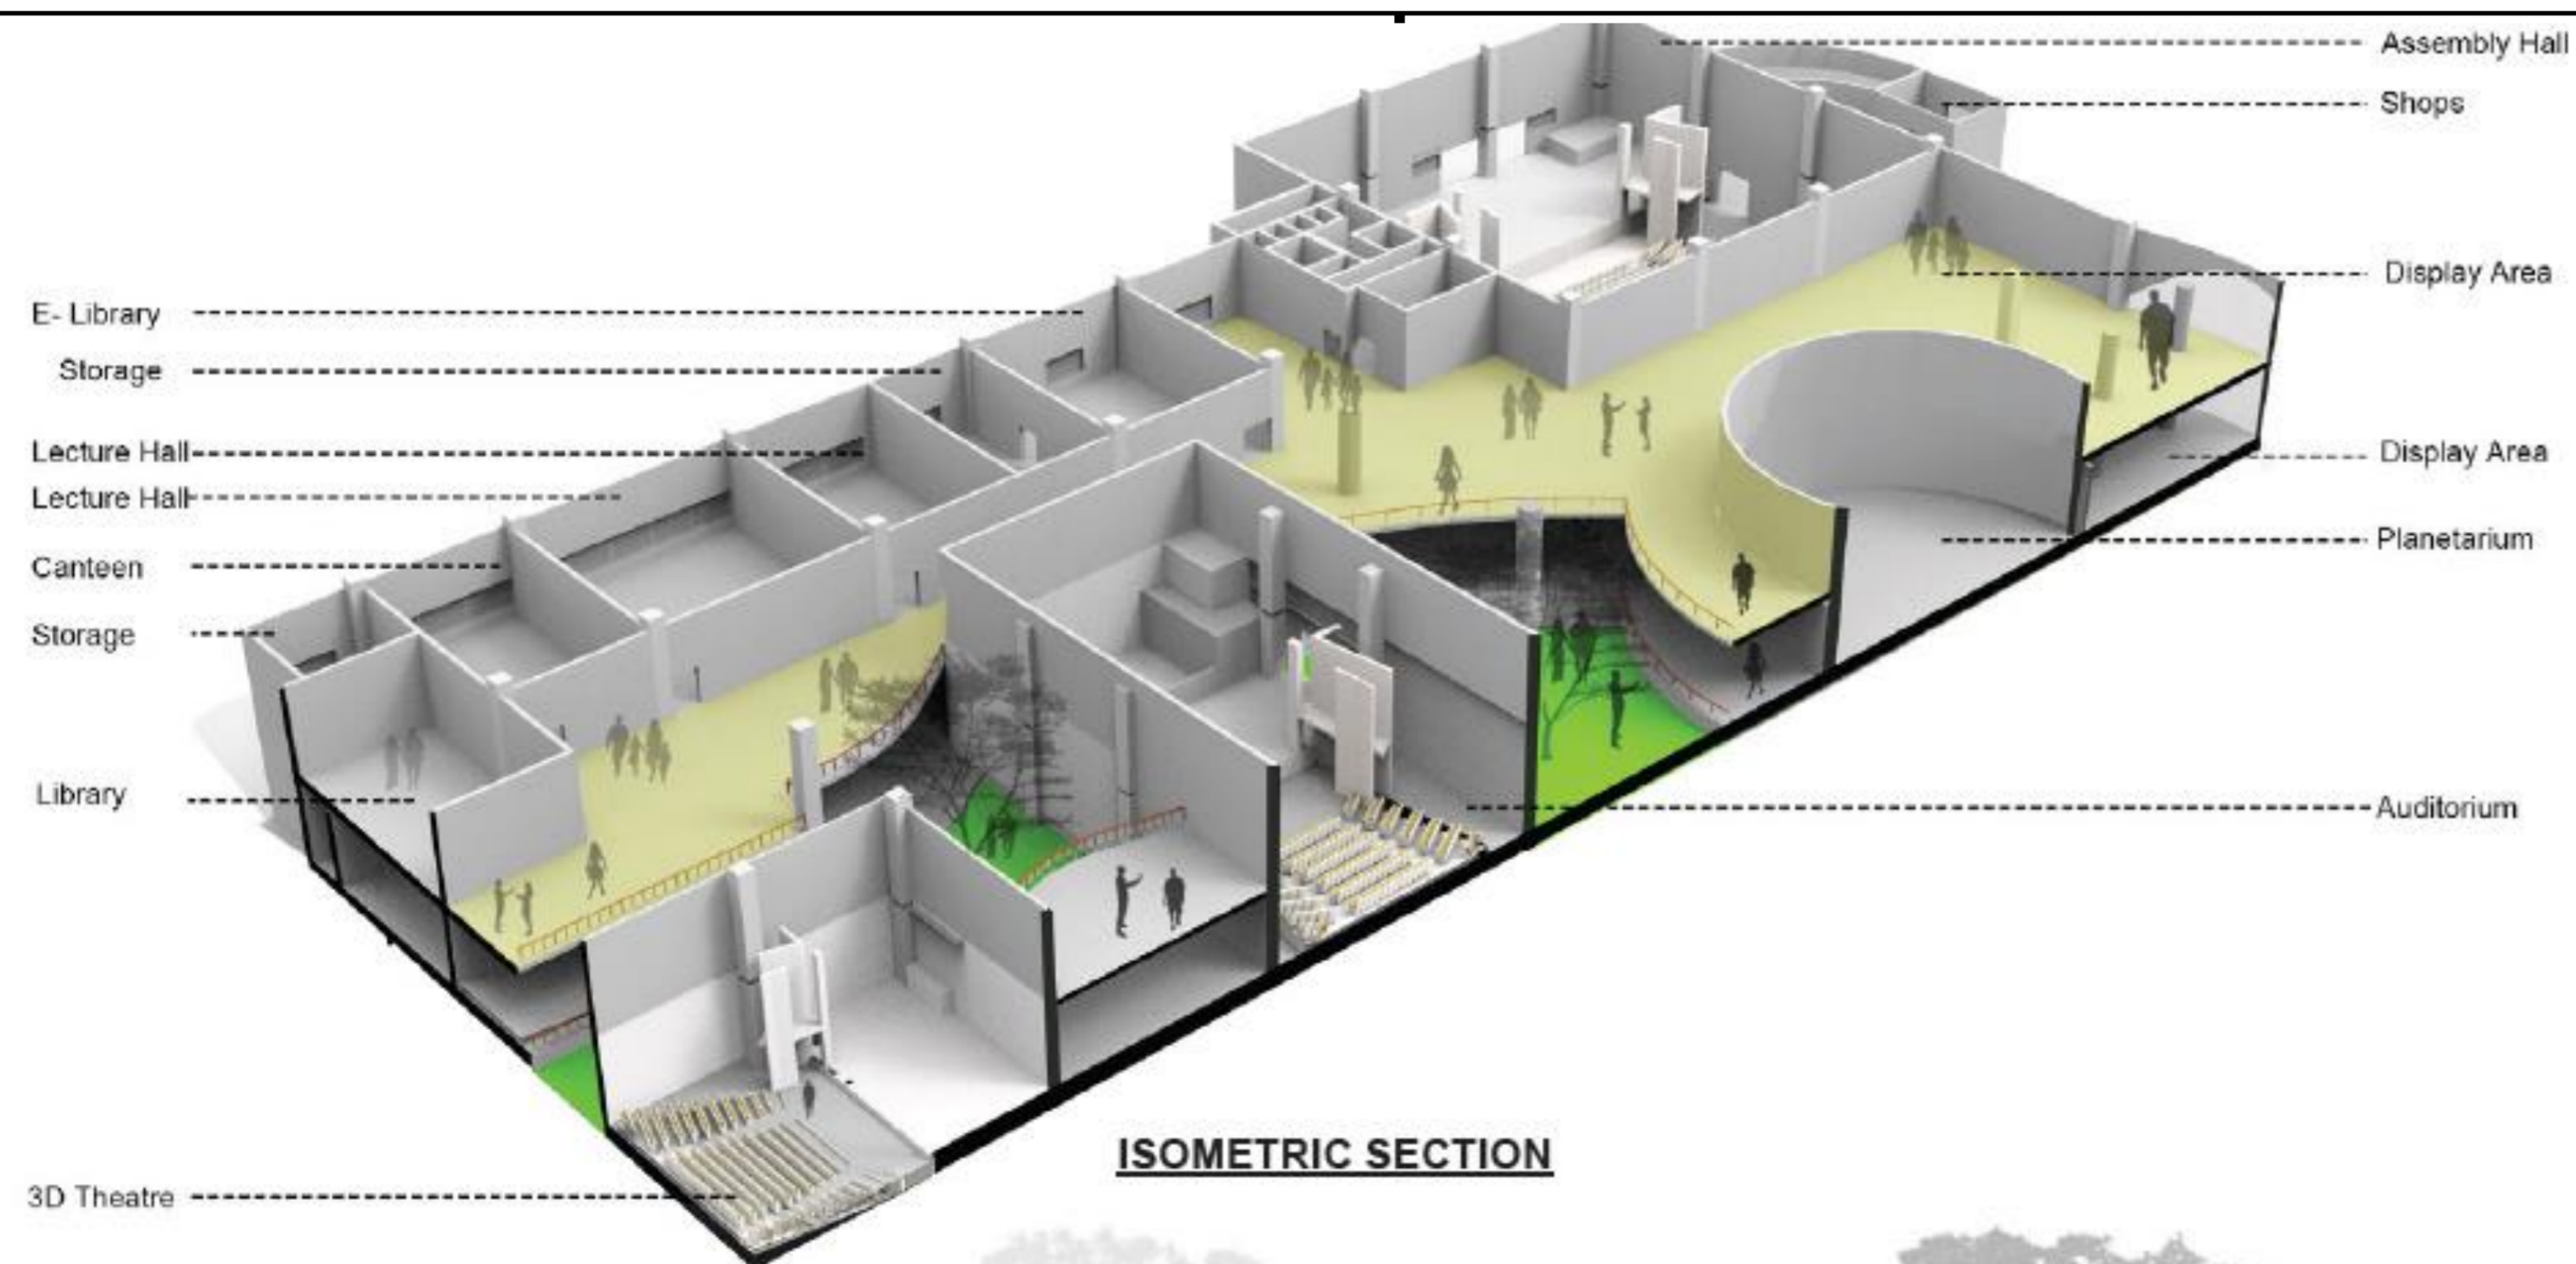 Assembly Hall
Shops
Display Area
Display Area
Planetarium
Auditorium
E- Library
Storage
Lecture Hall
Lecture Hall
Canteen
Storage
Library
3D Theatre
ISOMETRIC SECTION